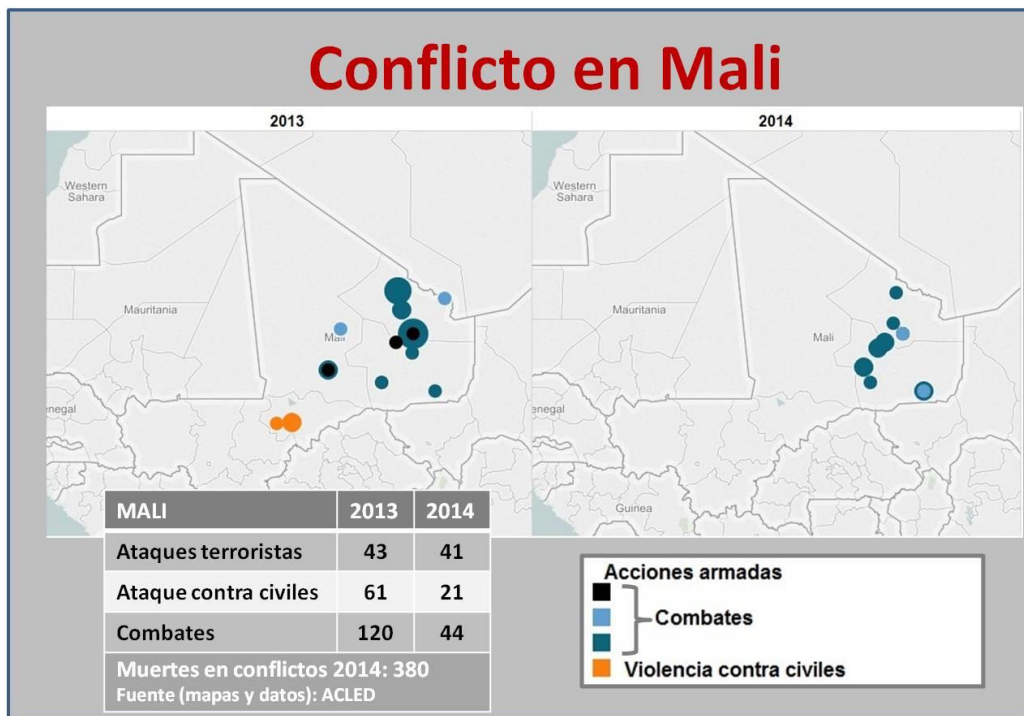 Conflicto en Mali
2013
2014
Western
Sahara
Mauritania
Mali
enegal
Western
Sahara
Mauritania
Mali
enegal
Guinea
MALI 2013 2014
Ataques terroristas 43 41
Ataque contra civiles 61 21
Combates 120 44
Muertes en conflictos 2014: 380
Fuente (mapas y datos): ACLED
Acciones armadas
Combates
Violencia contra civiles